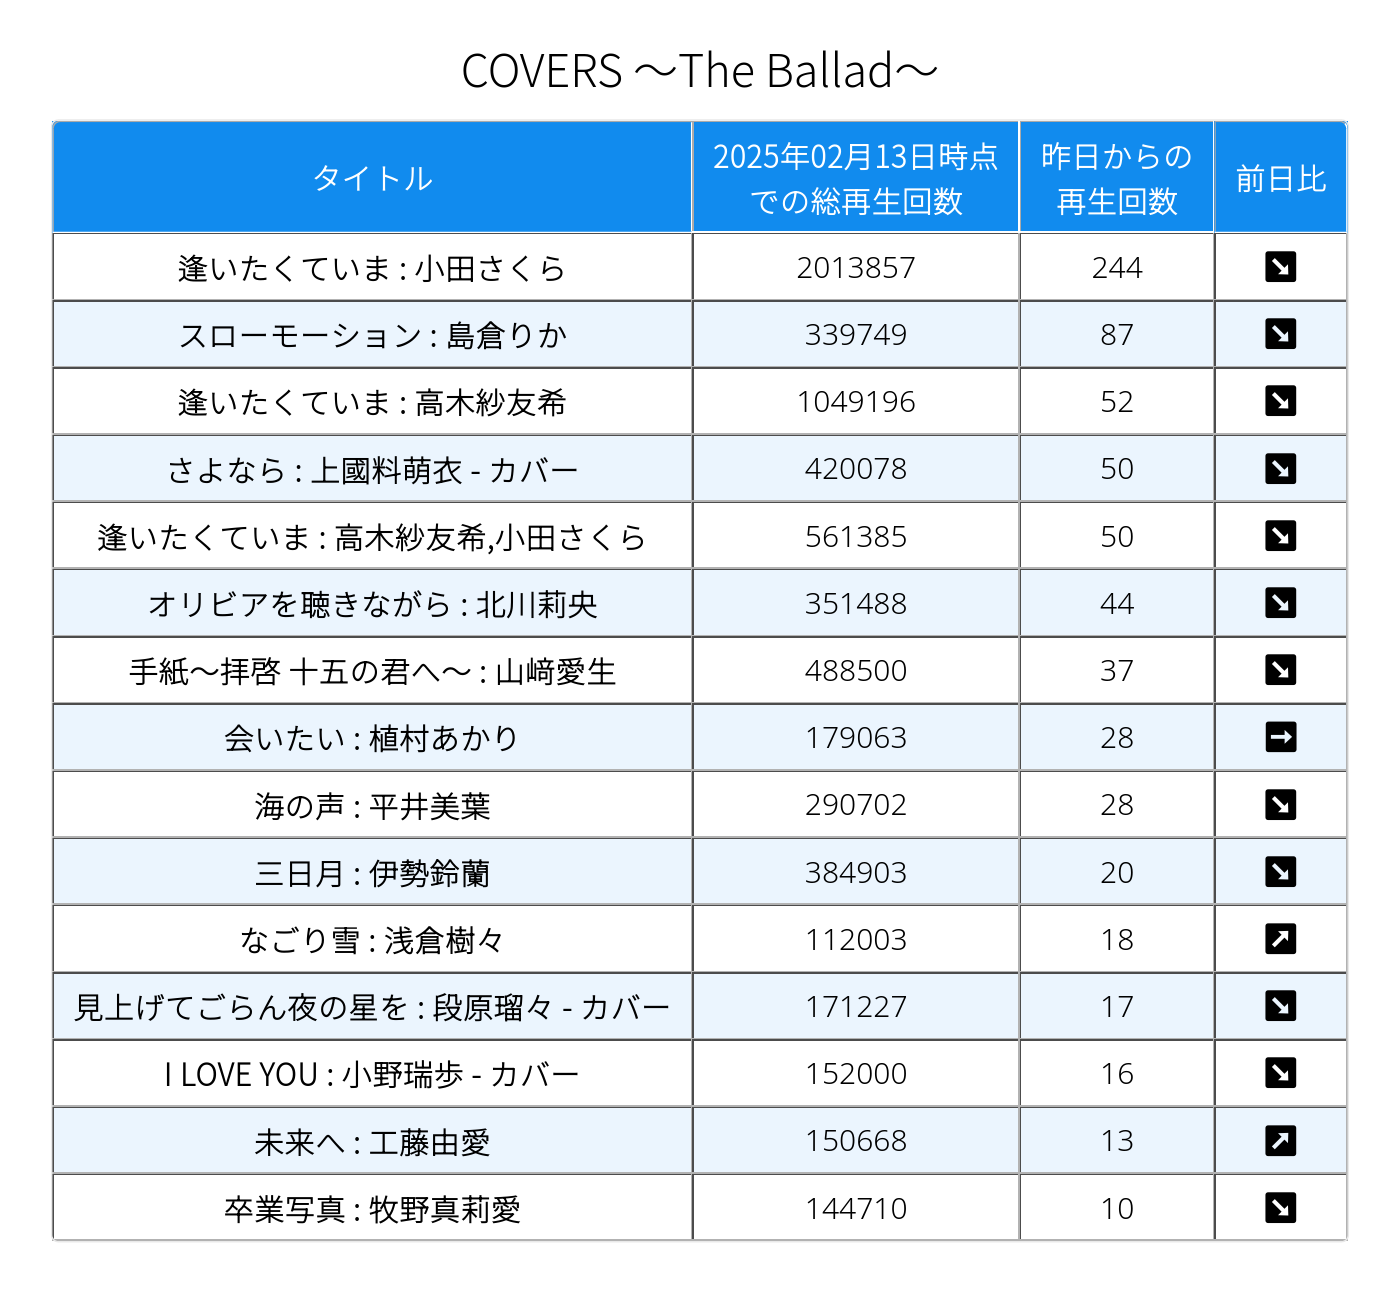 COVERS ～The Ballad～
タイトル 2025年02月13日時点での総再生回数 昨日からの再生回数 前日比
逢いたくていま : 小田さくら 2013857 244 ↘
スローモーション : 島倉りか 339749 87 ↘
逢いたくていま : 高木紗友希 1049196 52 ↘
さよなら : 上國料萌衣 - カバー 420078 50 ↘
逢いたくていま : 高木紗友希,小田さくら 561385 50 ↘
オリビアを聴きながら : 北川莉央 351488 44 ↘
手紙～拝啓 十五の君へ～ : 山﨑愛生 488500 37 ↘
会いたい : 植村あかり 179063 28 →
海の声 : 平井美葉 290702 28 ↘
三日月 : 伊勢鈴蘭 384903 20 ↘
なごり雪 : 浅倉樹々 112003 18 ↗
見上げてごらん夜の星を : 段原瑠々 - カバー 171227 17 ↘
I LOVE YOU : 小野瑞歩 - カバー 152000 16 ↘
未来へ : 工藤由愛 150668 13 ↗
卒業写真 : 牧野真莉愛 144710 10 ↘